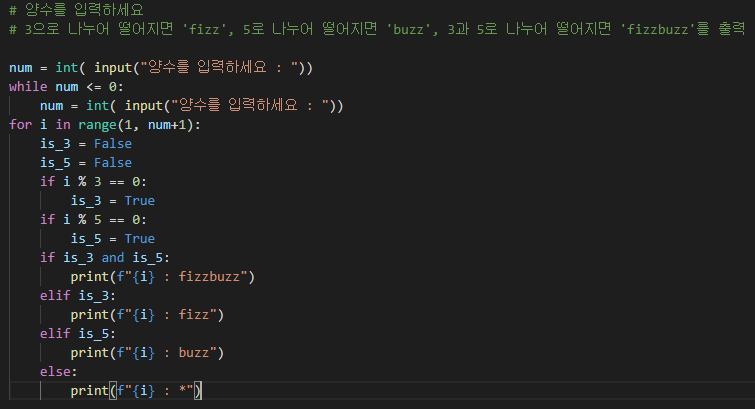 # 양수를 입력하세요
# 3으로 나누어 떨어지면 'fizz', 5로 나누어 떨어지면 'buzz', 3과 5로 나누어 떨어지면 'fizzbuzz'를 출력
num = int( input("양수를 입력하세요 : "))
while num <= 0:
    num = int( input("양수를 입력하세요 : "))
for i in range(1, num+1):
    is_3 = False
    is_5 = False
    if i % 3 == 0:
        is_3 = True
    if i % 5 == 0:
        is_5 = True
    if is_3 and is_5:
        print(f"{i} : fizzbuzz")
    elif is_3:
        print(f"{i} : fizz")
    elif is_5:
        print(f"{i} : buzz")
    else:
        print(f"{i} : *")